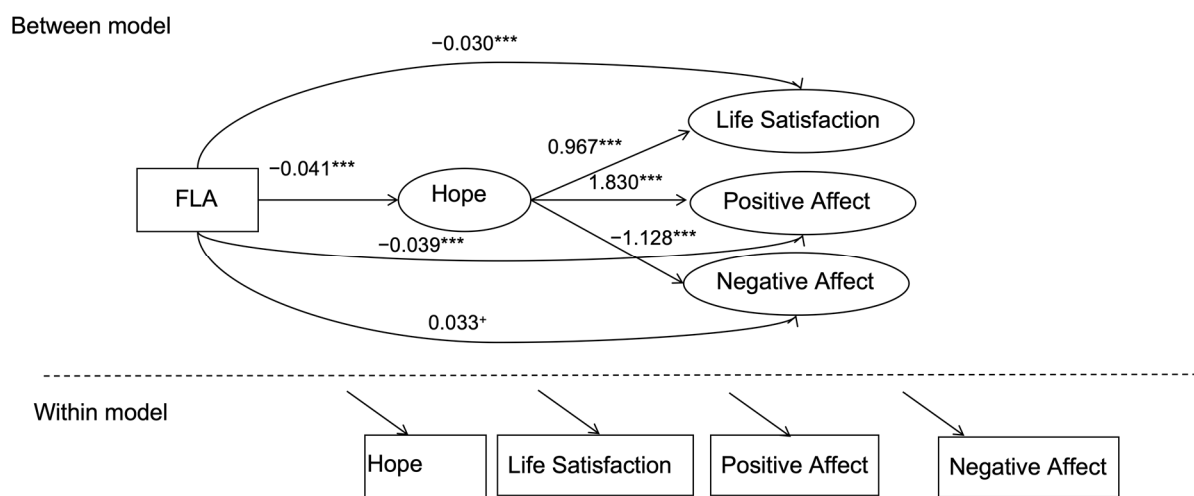 Between model
−0.030***
Life Satisfaction
0.967***
−0.041***
1.830***
FLA
Hope
Positive Affect
−0.039***
−1.128***
Negative Affect
0.033⁺
Within model
Hope
Life Satisfaction
Positive Affect
Negative Affect